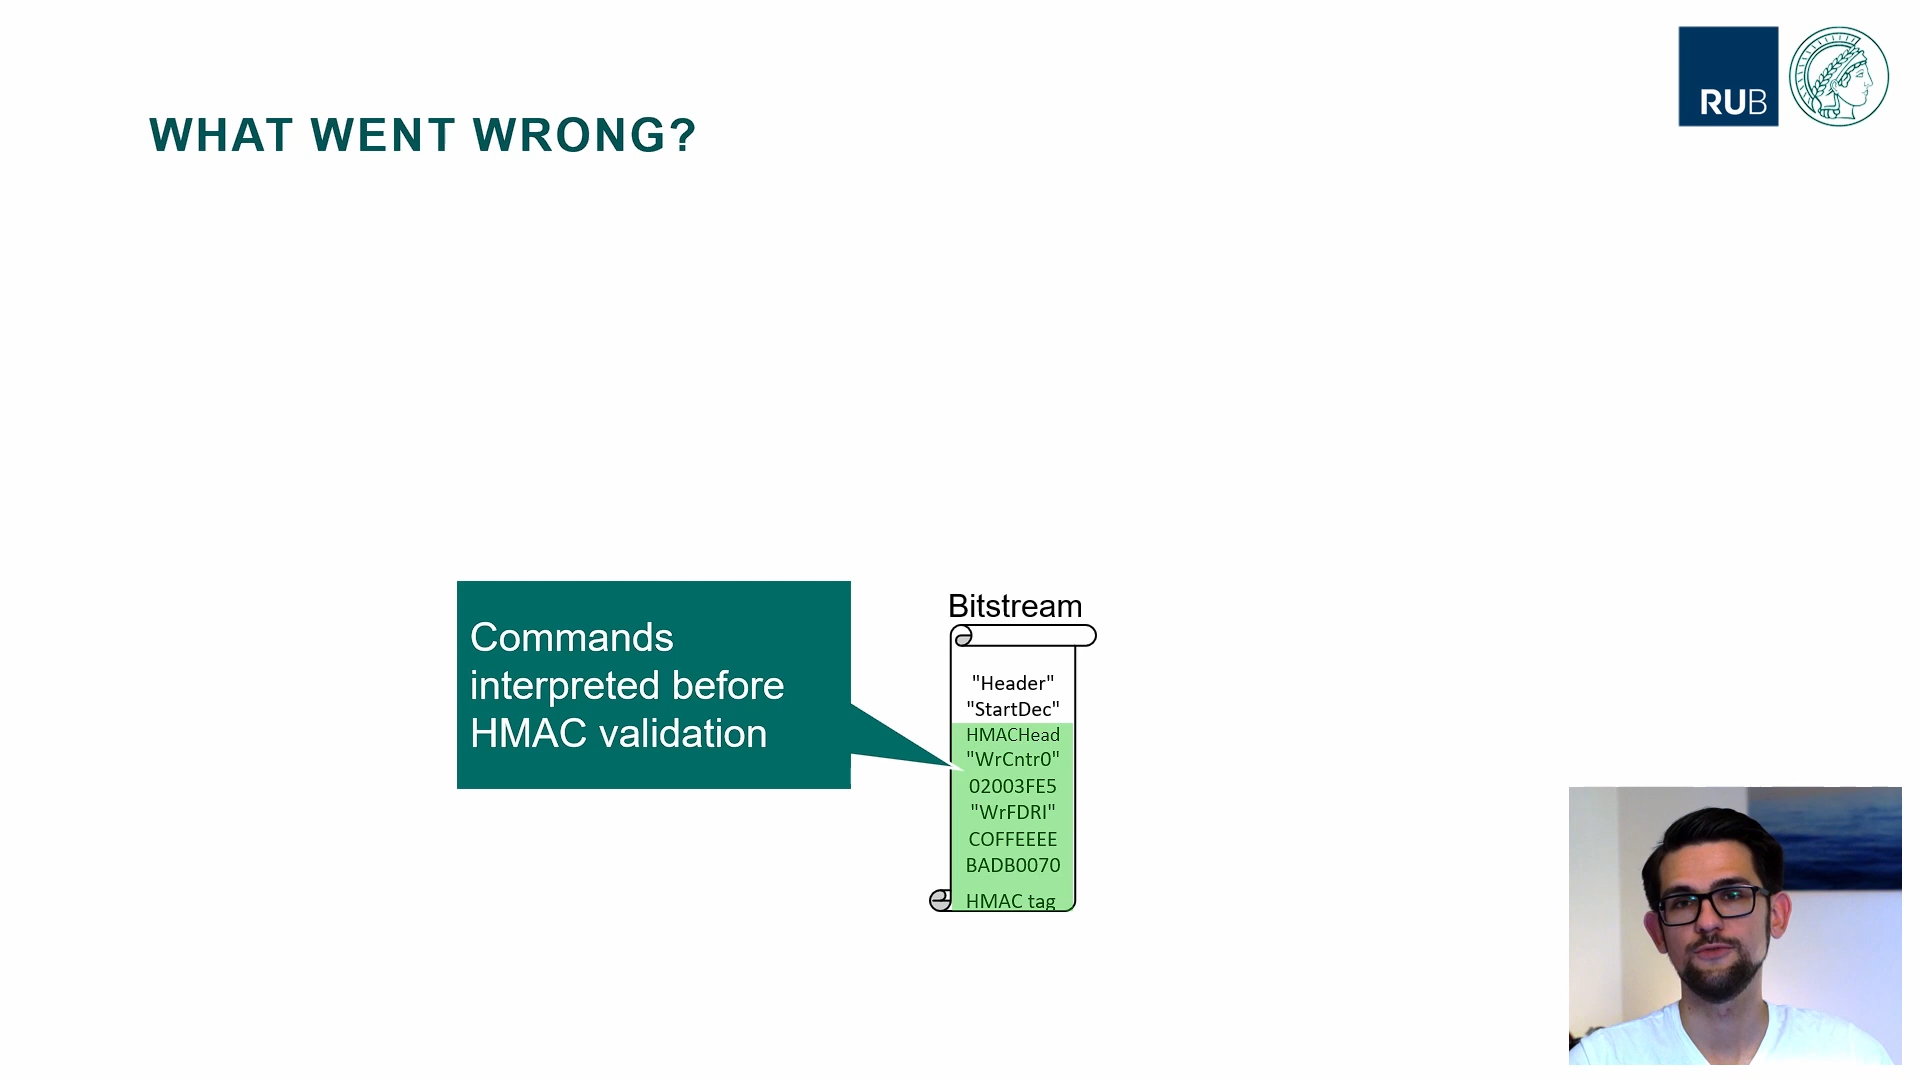 RUB
WHAT WENT WRONG?
Commands
interpreted before
HMAC validation
Bitstream
"Header"
"StartDec"
HMACHead
"WrCntr0"
02003FE5
"WrFDRI"
COFFEEEE
BADB0070
HMAC tag